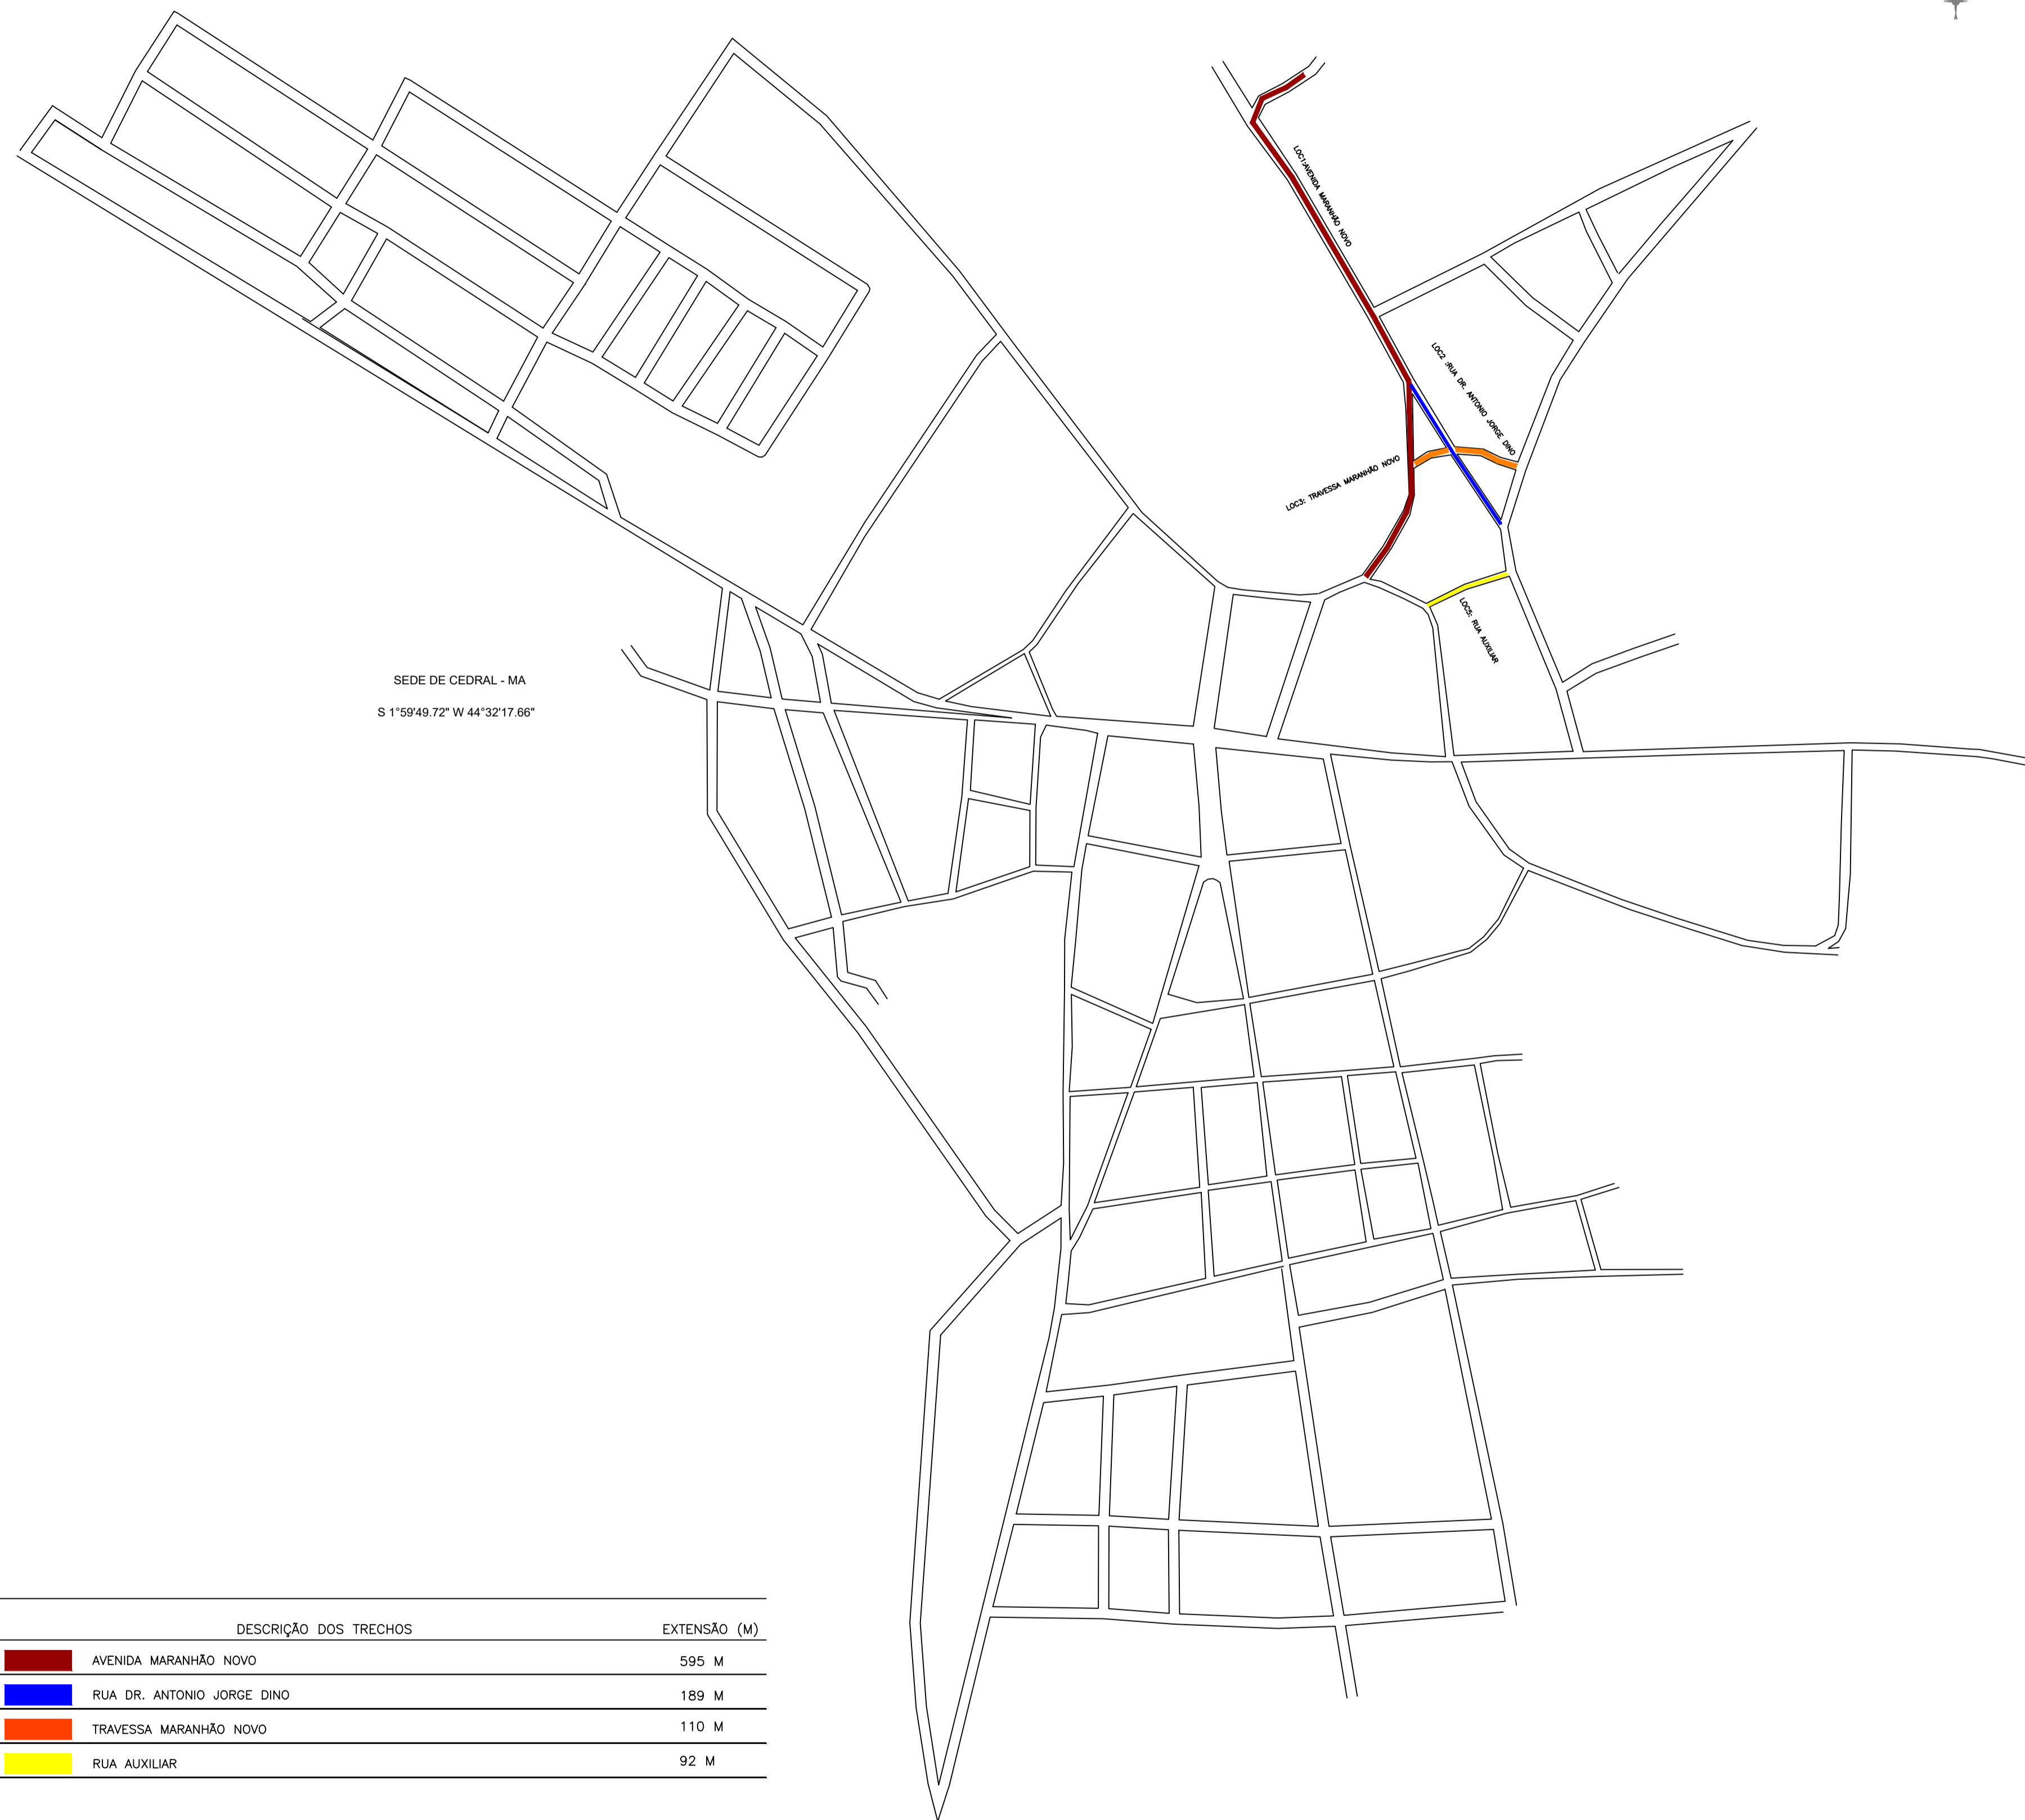 LOC1:AVENIDA MARANHÃO NOVO
LOC2 :RUA DR. ANTONIO JORGE DINO
LOC3: TRAVESSA MARANHÃO NOVO
LOC5: RUA AUXILIAR
SEDE DE CEDRAL - MA
S 1°59'49.72" W 44°32'17.66"
DESCRIÇÃO DOS TRECHOS EXTENSÃO (M)
AVENIDA MARANHÃO NOVO 595 M
RUA DR. ANTONIO JORGE DINO 189 M
TRAVESSA MARANHÃO NOVO 110 M
RUA AUXILIAR 92 M